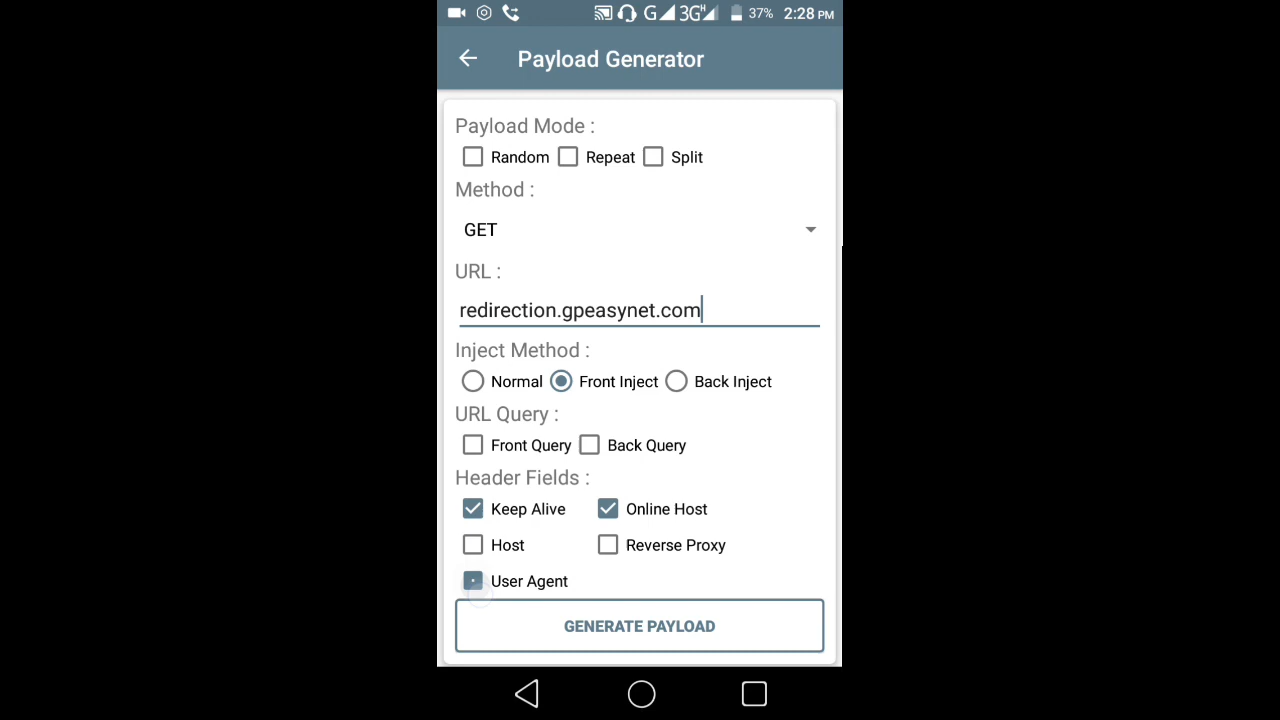 G 3G H 37% 2:28 PM
Payload Generator
Payload Mode :
Random Repeat Split
Method :
GET
URL :
redirection.gpeasynet.com
Inject Method :
Normal Front Inject Back Inject
URL Query :
Front Query Back Query
Header Fields :
Keep Alive Online Host
Host Reverse Proxy
User Agent
GENERATE PAYLOAD